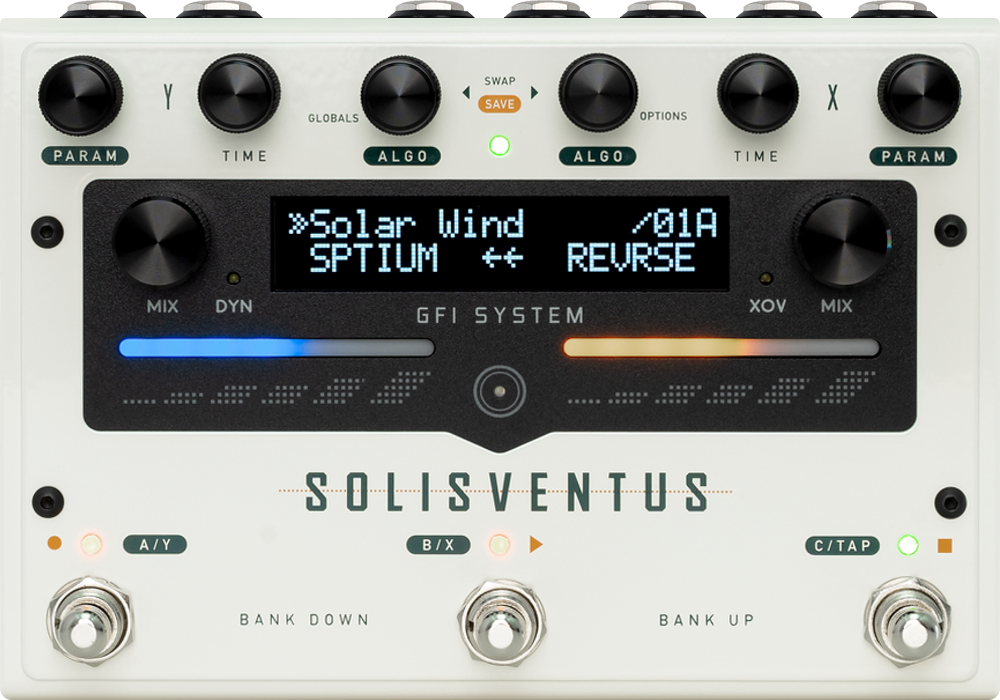 SWAP
SAVE
Y
X
GLOBALS
OPTIONS
PARAM
TIME
ALGO
ALGO
TIME
PARAM
»Solar Wind /01A
SPTIUM ←← REVRSE
MIX
DYN
XOV
MIX
GFI SYSTEM
SOLISVENTUS
A/Y
B/X
C/TAP
BANK DOWN
BANK UP